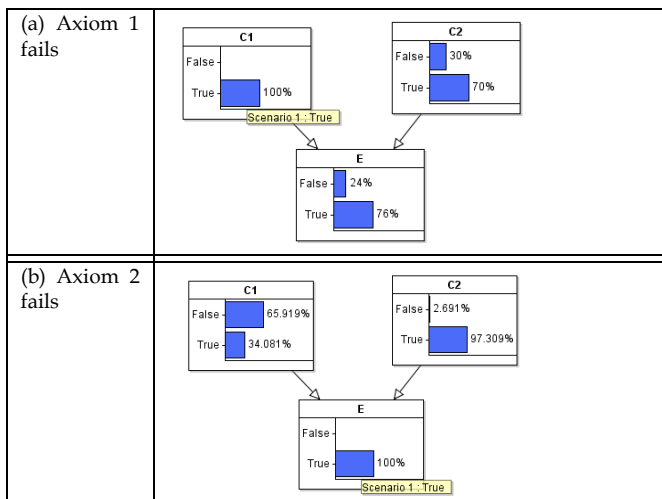 (a) Axiom 1
fails
C1
False
True
100%
Scenario 1 : True
C2
False
30%
True
70%
E
False
24%
True
76%
(b) Axiom 2
fails
C1
False
65.919%
True
34.081%
C2
False
2.691%
True
97.309%
E
False
True
100%
Scenario 1 : True